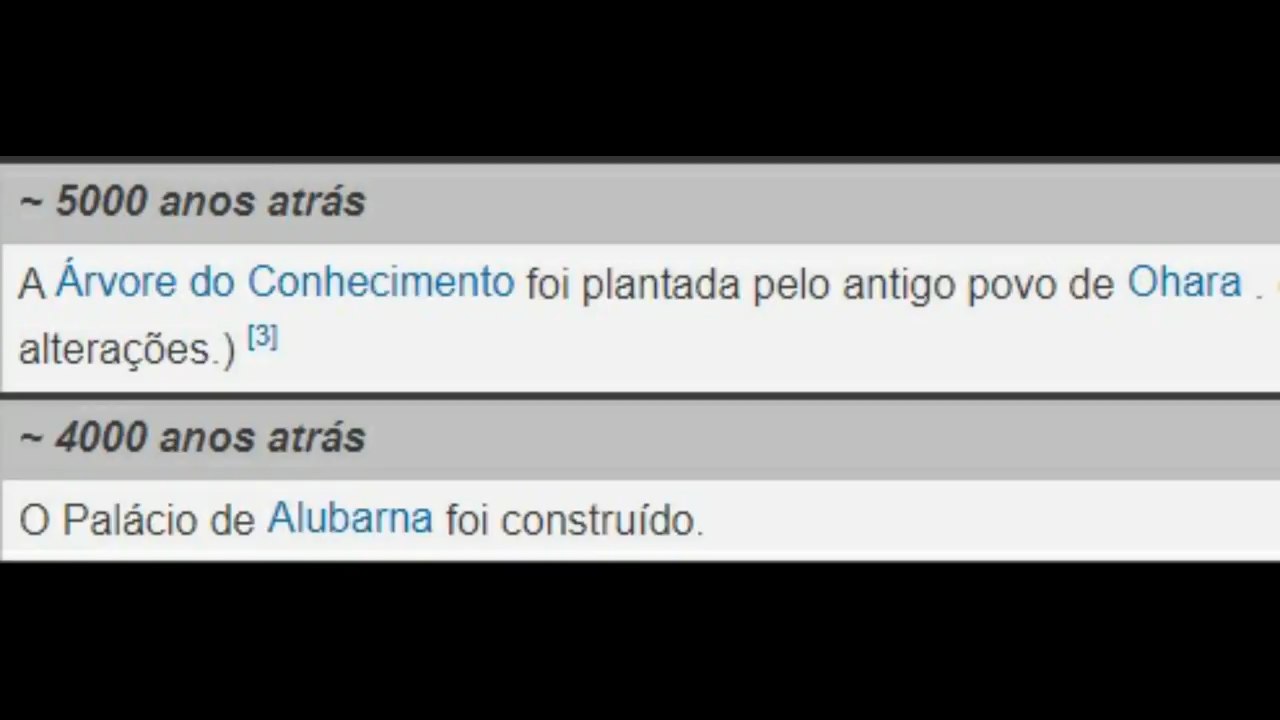 ~ 5000 anos atrás
A Árvore do Conhecimento foi plantada pelo antigo povo de Ohara .
alterações.) [3]
~ 4000 anos atrás
O Palácio de Alubarna foi construído.